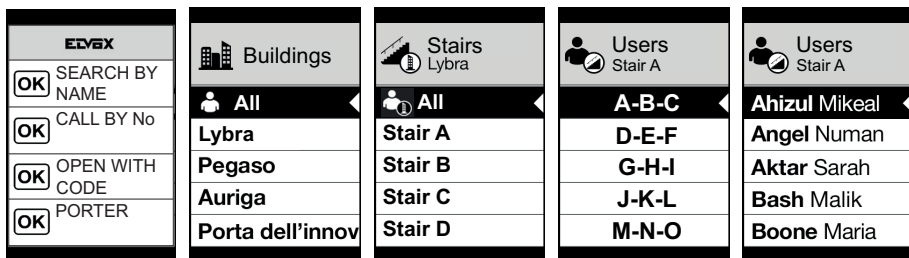 ELVOX
OK SEARCH BY
NAME
OK CALL BY No
OK OPEN WITH
CODE
OK PORTER
Buildings
All
Lybra
Pegaso
Auriga
Porta dell'innov
Stairs
Lybra
All
Stair A
Stair B
Stair C
Stair D
Users
Stair A
A-B-C
D-E-F
G-H-I
J-K-L
M-N-O
Users
Stair A
Ahizul Mikeal
Angel Numan
Aktar Sarah
Bash Malik
Boone Maria